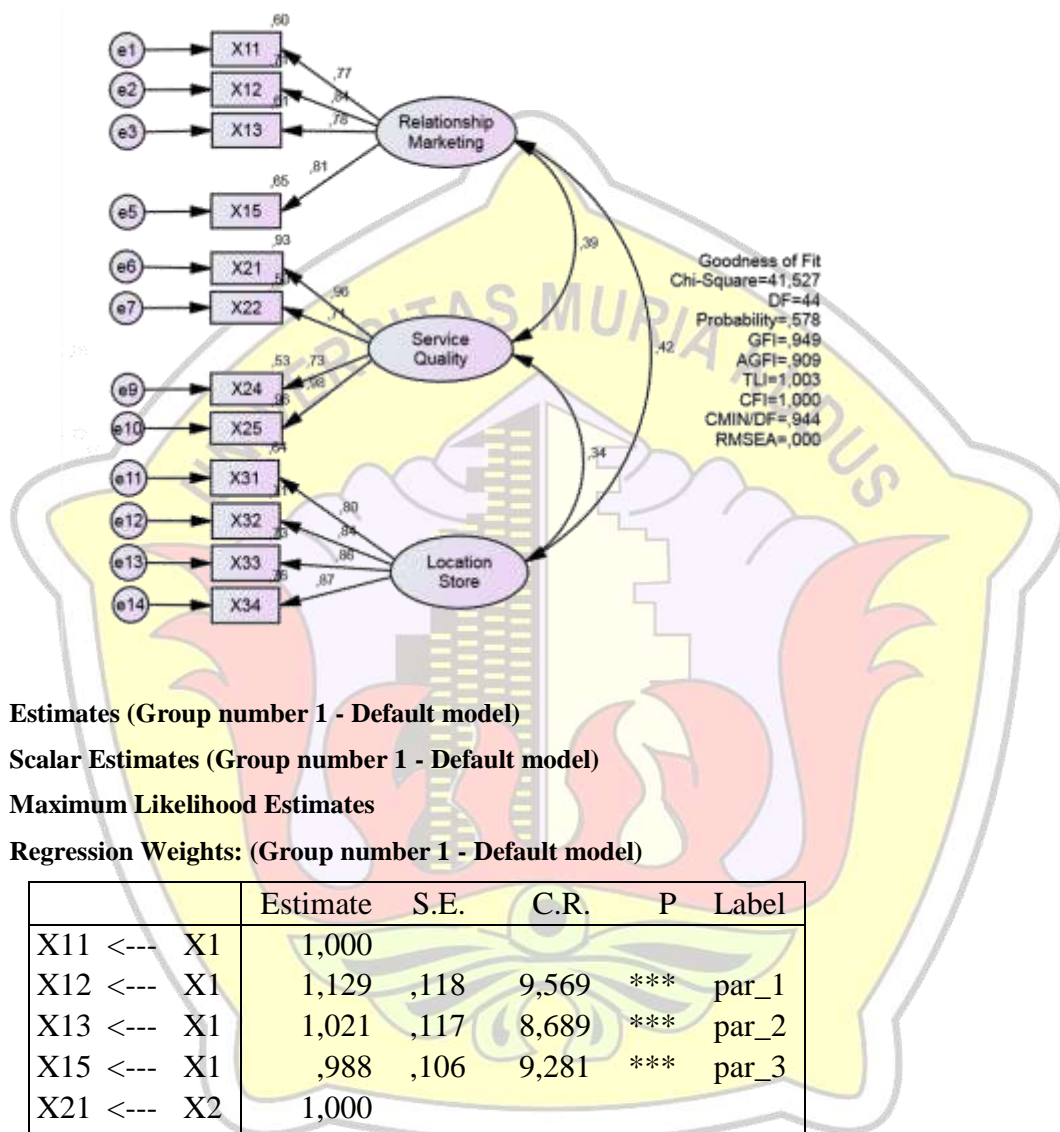 ,60
e1 X11
,77
e2 X12
,84
e3 X13
,78
Relationship
Marketing
,81
,65
e5 X15
,93
e6 X21
,96
e7 X22
,71
,39
Goodness of Fit
Chi-Square=41,527
DF=44
Probability=,578
GFI=,949
AGFI=,909
TLI=1,003
CFI=1,000
CMIN/DF=,944
RMSEA=,000
,42
UNIVERSITAS MURIA KUDUS
Service
Quality
,53 ,73
e9 X24
,98
e10 X25
,34
e11 X31
,80
e12 X32
,84
e13 X33
e14 X34
,87
Location
Store
Estimates (Group number 1 - Default model)
Scalar Estimates (Group number 1 - Default model)
Maximum Likelihood Estimates
Regression Weights: (Group number 1 - Default model)
Estimate S.E. C.R. P Label
X11 <--- X1 1,000
X12 <--- X1 1,129 ,118 9,569 *** par_1
X13 <--- X1 1,021 ,117 8,689 *** par_2
X15 <--- X1 ,988 ,106 9,281 *** par_3
X21 <--- X2 1,000